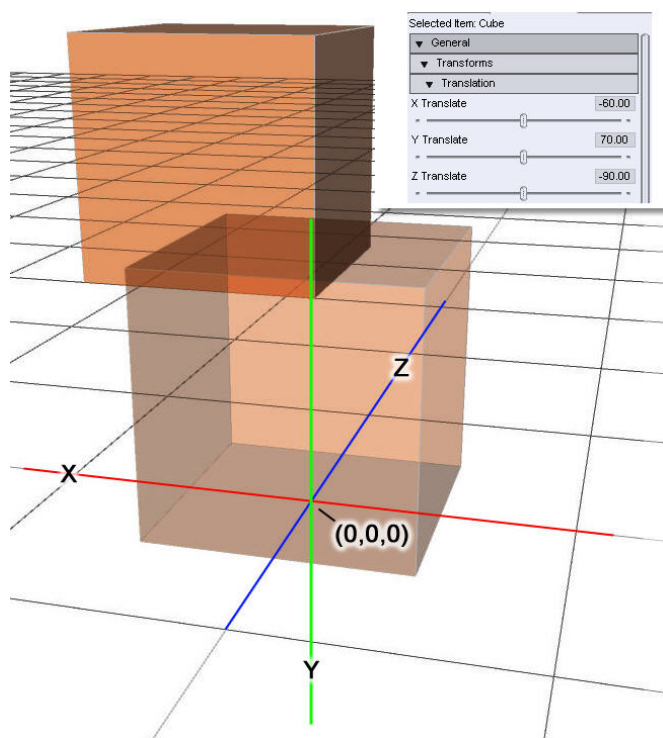 Selected Item: Cube
General
Transforms
Translation
X Translate -60.00
Y Translate 70.00
Z Translate -90.00
Z
X
(0,0,0)
Y